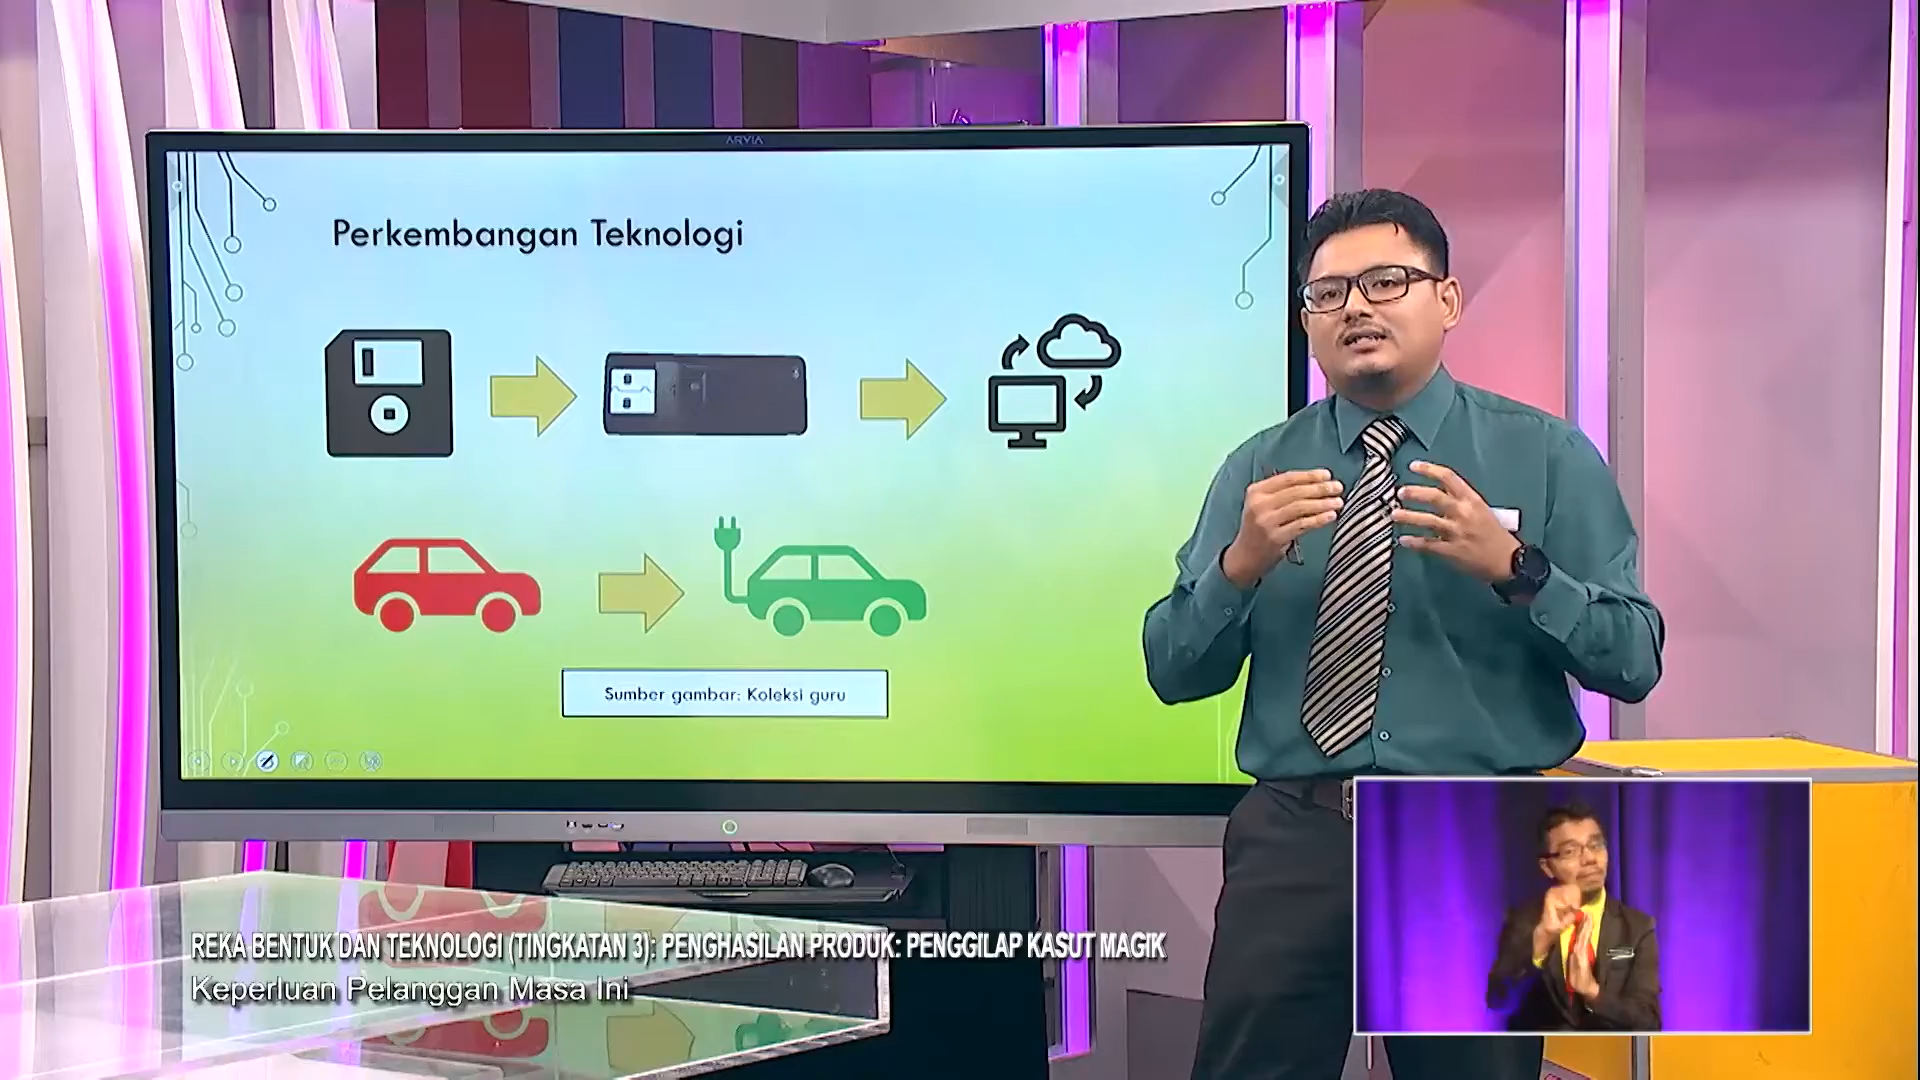 ARVIA
Perkembangan Teknologi
Sumber gambar: Koleksi guru
REKA BENTUK DAN TEKNOLOGI (TINGKATAN 3): PENGHASILAN PRODUK: PENGGILAP KASUT MAGIK
Keperluan Pelanggan Masa Ini